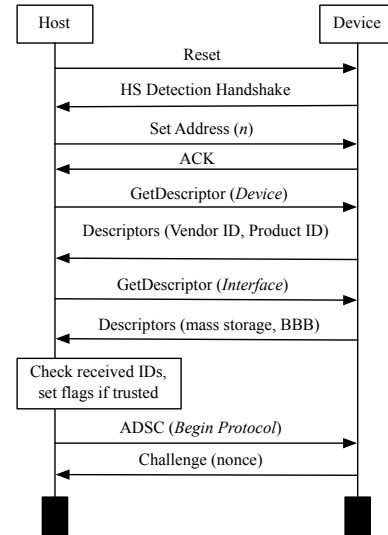 Host
Device
Reset
HS Detection Handshake
Set Address (n)
ACK
GetDescriptor (Device)
Descriptors (Vendor ID, Product ID)
GetDescriptor (Interface)
Descriptors (mass storage, BBB)
Check received IDs,
set flags if trusted
ADSC (Begin Protocol)
Challenge (nonce)